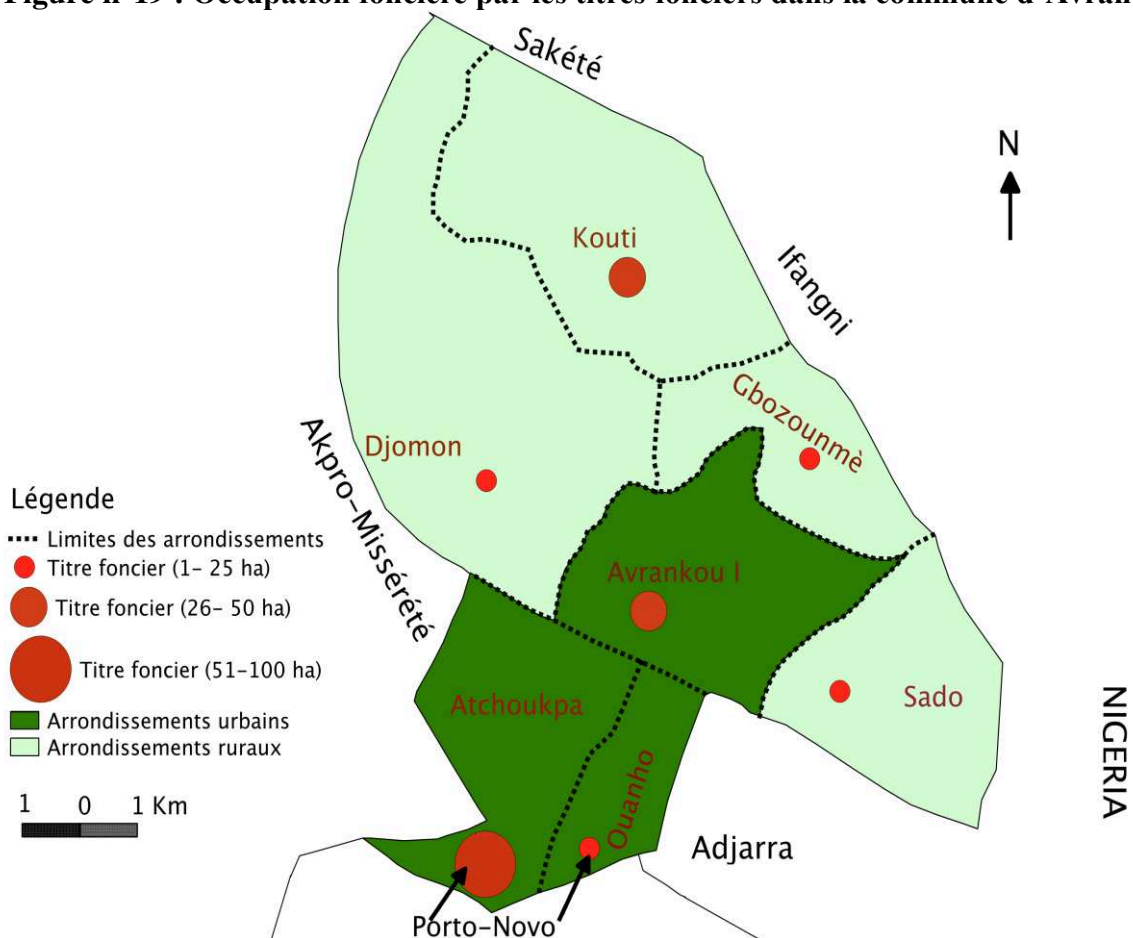 Figure n°19 : Occupation foncière par les titres fonciers dans la commune d'Avran
Sakété
N
Kouti
Ifangni
Gbozounmè
Djomon
Akpro-Missérété
Légende
Limites des arrondissements
Titre foncier (1- 25 ha)
Titre foncier (26- 50 ha)
Titre foncier (51-100 ha)
Arrondissements urbains
Arrondissements ruraux
1 0 1 Km
Avrankou I
Atchoukpa
Sado
Ouanho
NIGERIA
Adjarra
Porto-Novo